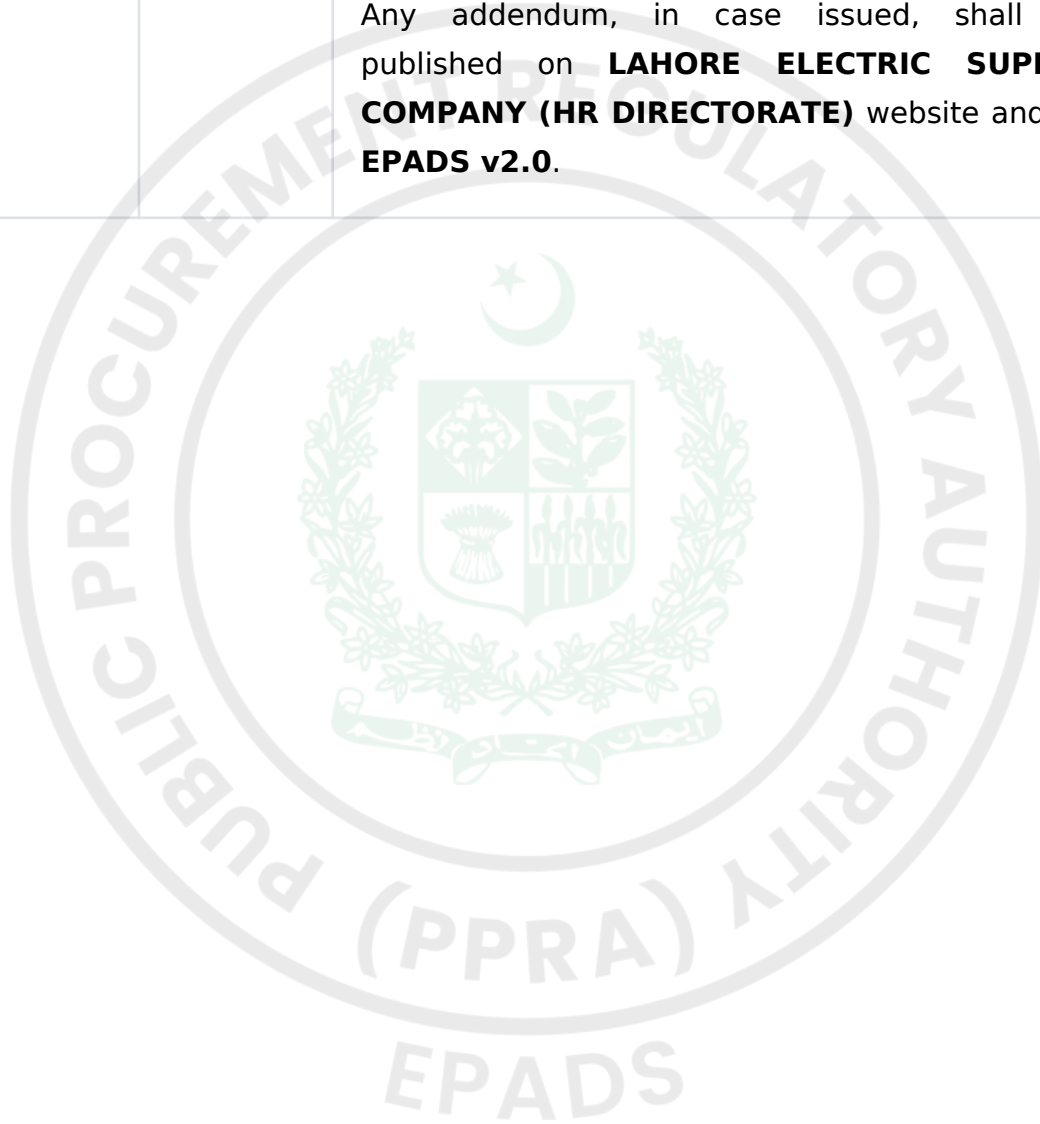 Any addendum, in case issued, shall
published on LAHORE ELECTRIC
COMPANY (HR DIRECTORATE) website and
EPADS v2.0.
PUBLIC PROCUREMENT REGULATORY AUTHORITY
(PPRA)
EPADS